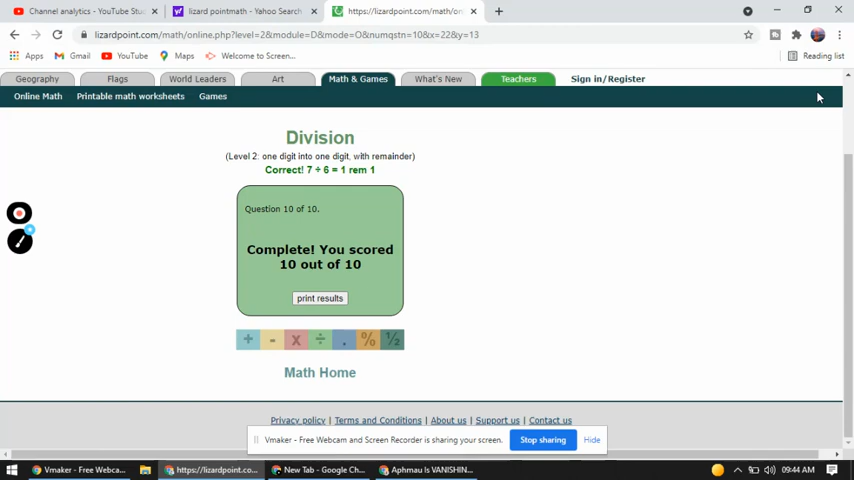 Channel analytics - YouTube Stu
lizard pointmath - Yahoo Search
https://lizardpoint.com/math/on
lizardpoint.com/math/online.php?level=2&module=D&mode=O&numqstn=10&x=22&y=13
Apps
Gmail
YouTube
Maps
Welcome to Screen...
Reading list
Geography
Flags
World Leaders
Art
Math & Games
What's New
Teachers
Sign in/Register
Online Math
Printable math worksheets
Games
Division
(Level 2: one digit into one digit, with remainder)
Correct! 7 ÷ 6 = 1 rem 1
Question 10 of 10.
Complete! You scored
10 out of 10
print results
+ - x ÷ . % ½
Math Home
Privacy policy | Terms and Conditions | About us | Support us | Contact us
Vmaker - Free Webcam and Screen Recorder is sharing your screen.
Stop sharing
Hide
Vmaker - Free Webca...
https://lizardpoint.co...
New Tab - Google Ch...
Aphmau Is VANISHIN...
09:44 AM